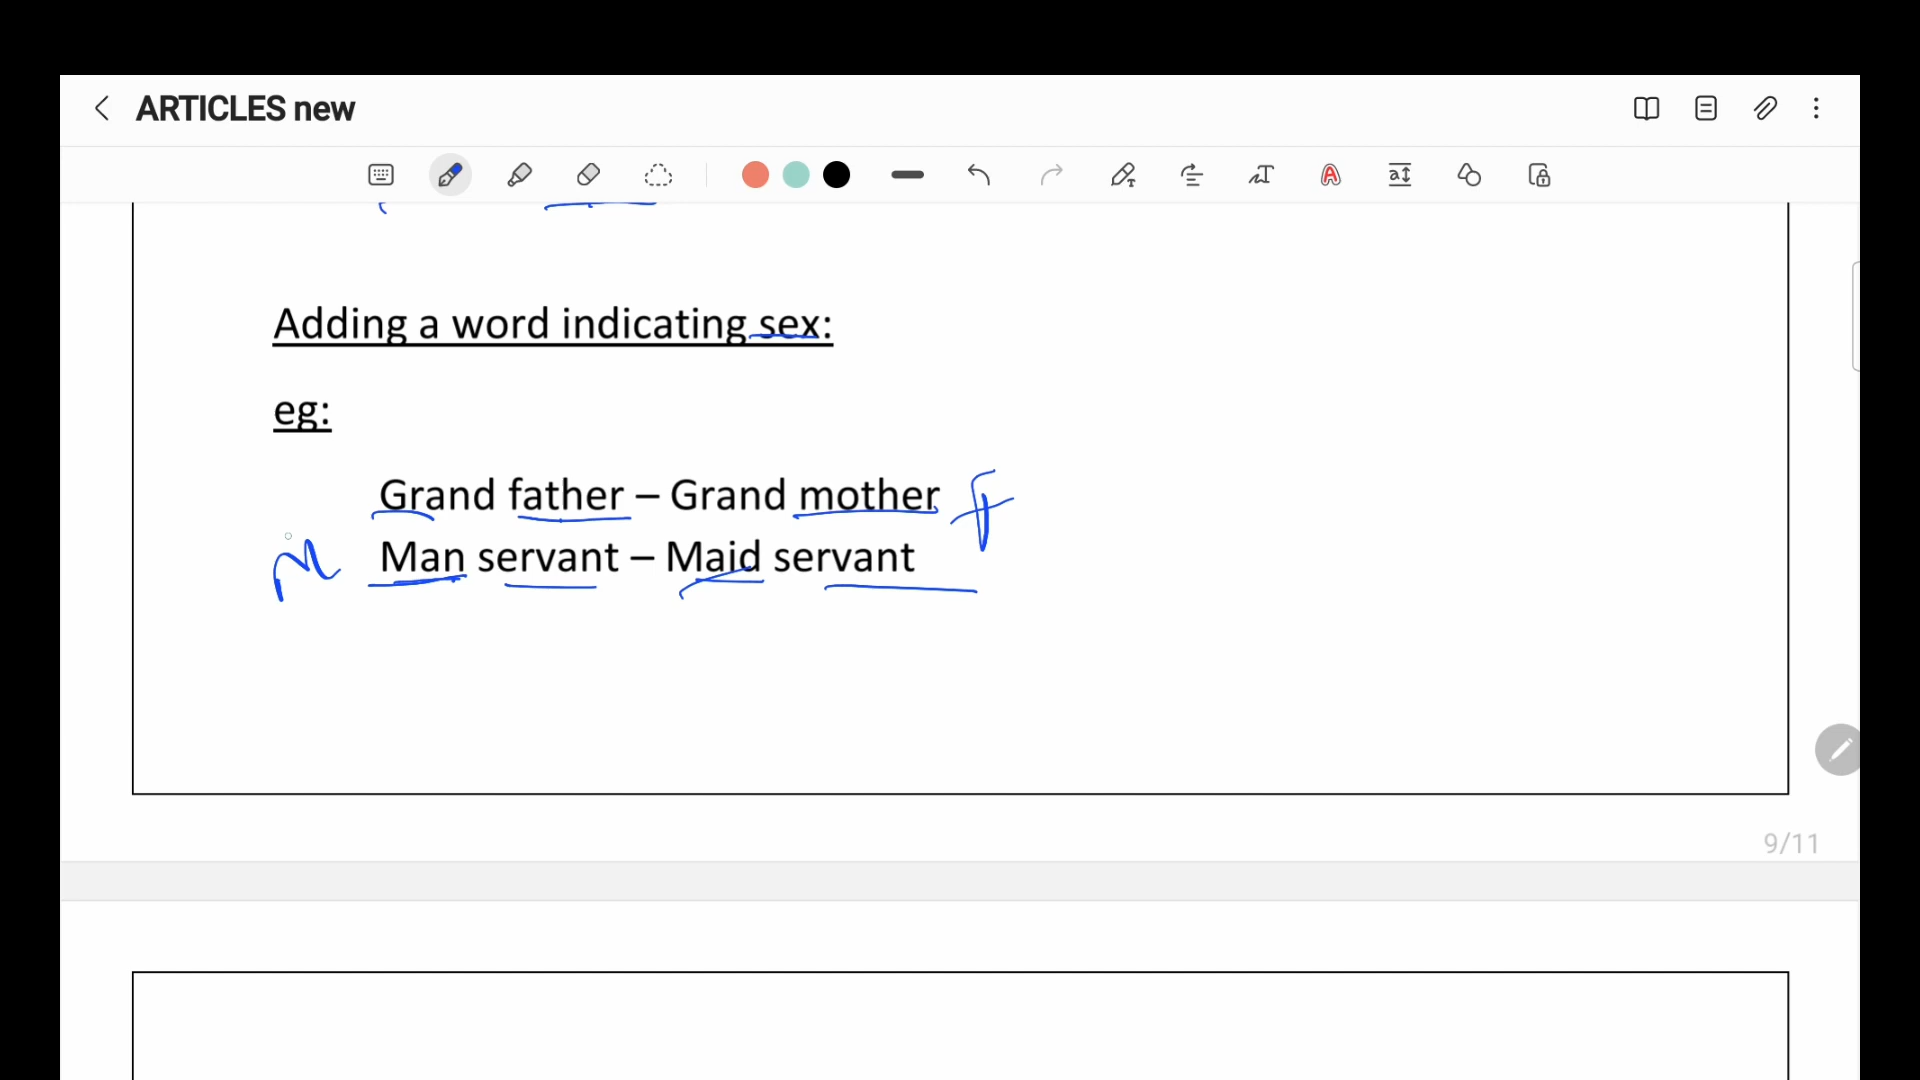 ARTICLES new
Adding a word indicating sex:
eg:
Grand father – Grand mother F
M Man servant – Maid servant
9/11